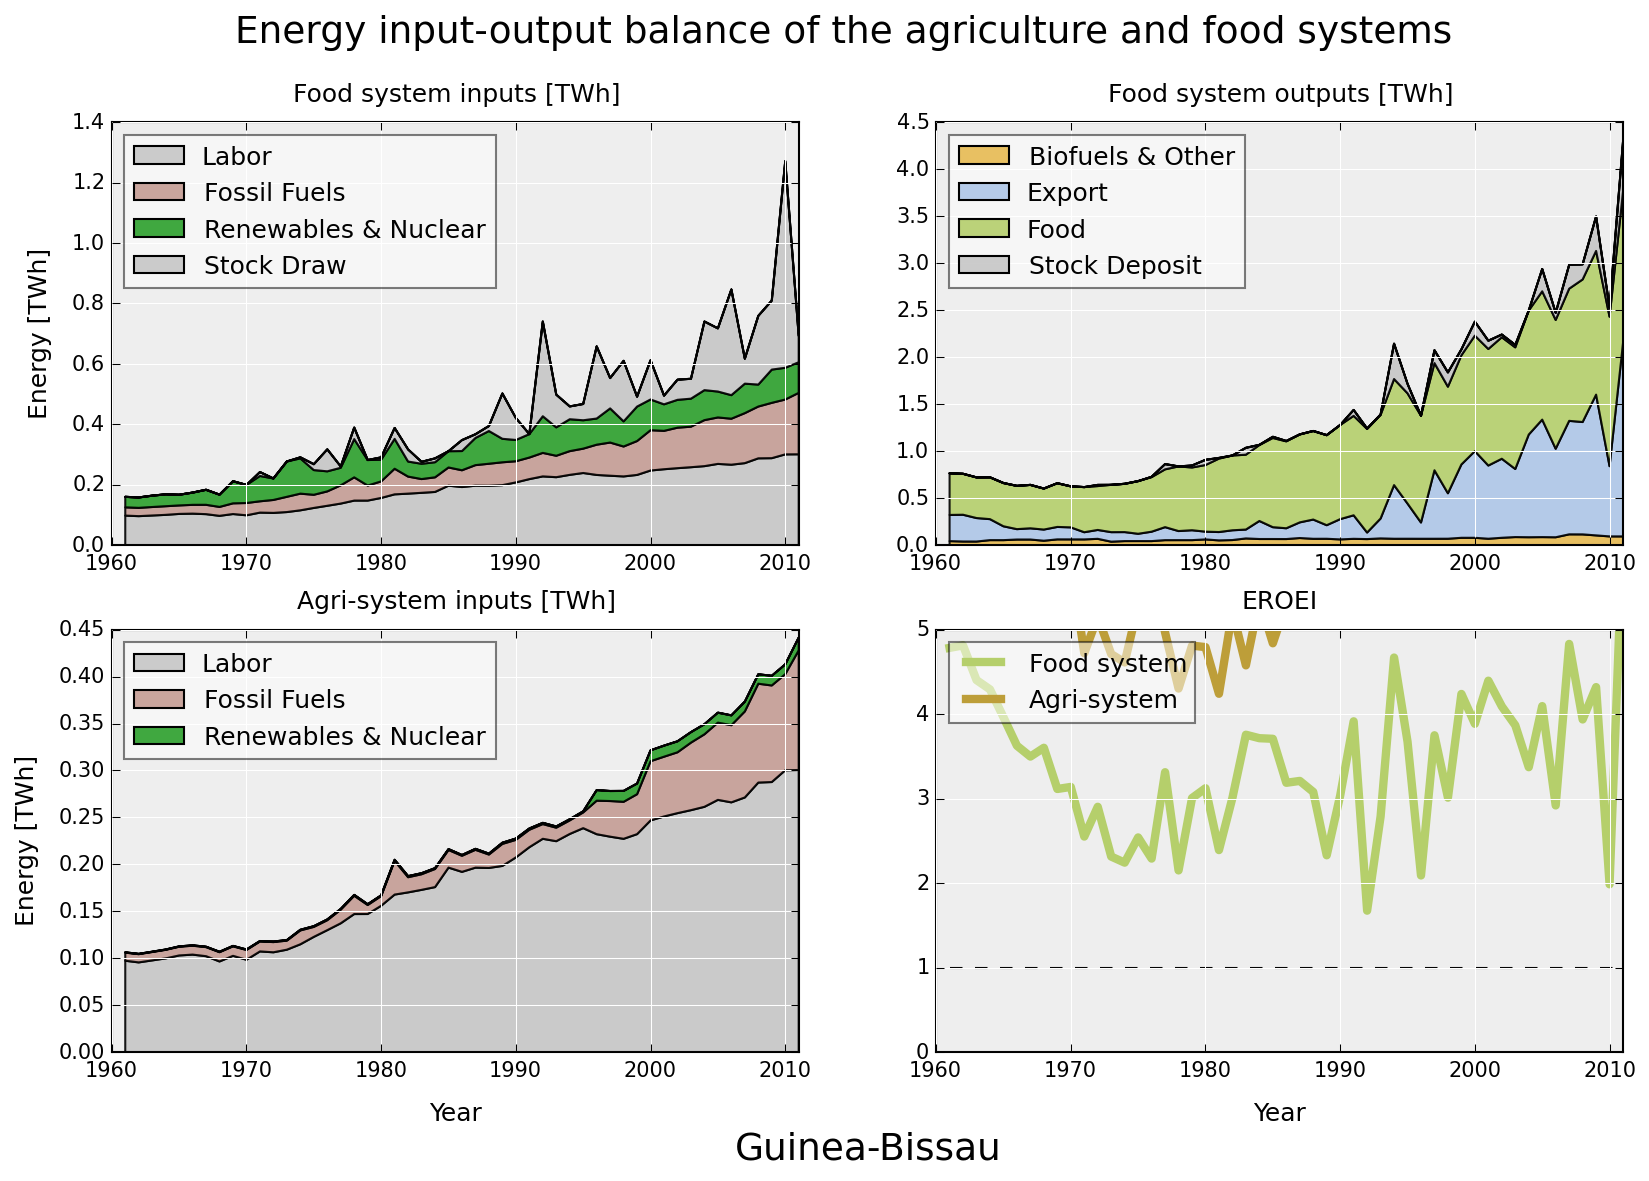 Energy input-output balance of the agriculture and food systems
Food system inputs [TWh]
Energy [TWh]
1.4
1.2
1.0
0.8
0.6
0.4
0.2
0.0
Labor
Fossil Fuels
Renewables & Nuclear
Stock Draw
1960 1970 1980 1990 2000 2010
Food system outputs [TWh]
4.5
4.0
3.5
3.0
2.5
2.0
1.5
1.0
0.5
0.0
Biofuels & Other
Export
Food
Stock Deposit
1960 1970 1980 1990 2000 2010
Agri-system inputs [TWh]
Energy [TWh]
0.45
0.40
0.35
0.30
0.25
0.20
0.15
0.10
0.05
0.00
Labor
Fossil Fuels
Renewables & Nuclear
1960 1970 1980 1990 2000 2010
Year
EROEI
5
4
3
2
1
0
Food system
Agri-system
1960 1970 1980 1990 2000 2010
Year
Guinea-Bissau